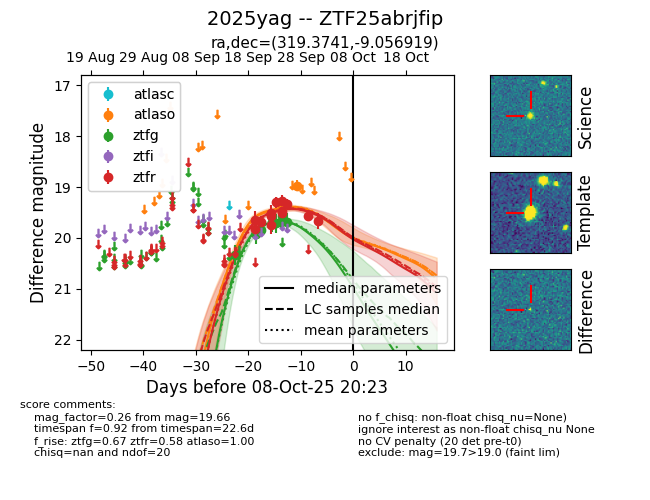 2025yag -- ZTF25abrjfip
ra,dec=(319.3741,-9.056919)
19 Aug 29 Aug 08 Sep 18 Sep 28 Sep 08 Oct 18 Oct
17
18
19
20
21
22
Difference magnitude
atlasc
atlaso
ztfg
ztfi
ztfr
median parameters
LC samples median
mean parameters
−50
−40
−30
−20
−10
0
10
Days before 08-Oct-25 20:23
Science
Template
Difference
score comments:
mag_factor=0.26 from mag=19.66
timespan f=0.92 from timespan=22.6d
f_rise: ztfg=0.67 ztfr=0.58 atlaso=1.00
chisq=nan and ndof=20
no f_chisq: non-float chisq_nu=None)
ignore interest as non-float chisq_nu None
no CV penalty (20 det pre-t0)
exclude: mag=19.7>19.0 (faint lim)